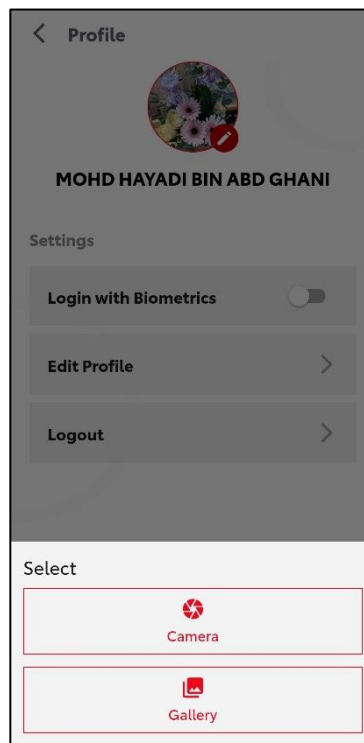 Profile
MOHD HAYADI BIN ABD GHANI
Settings
Login with Biometrics
Edit Profile
Logout
Select
Camera
Gallery